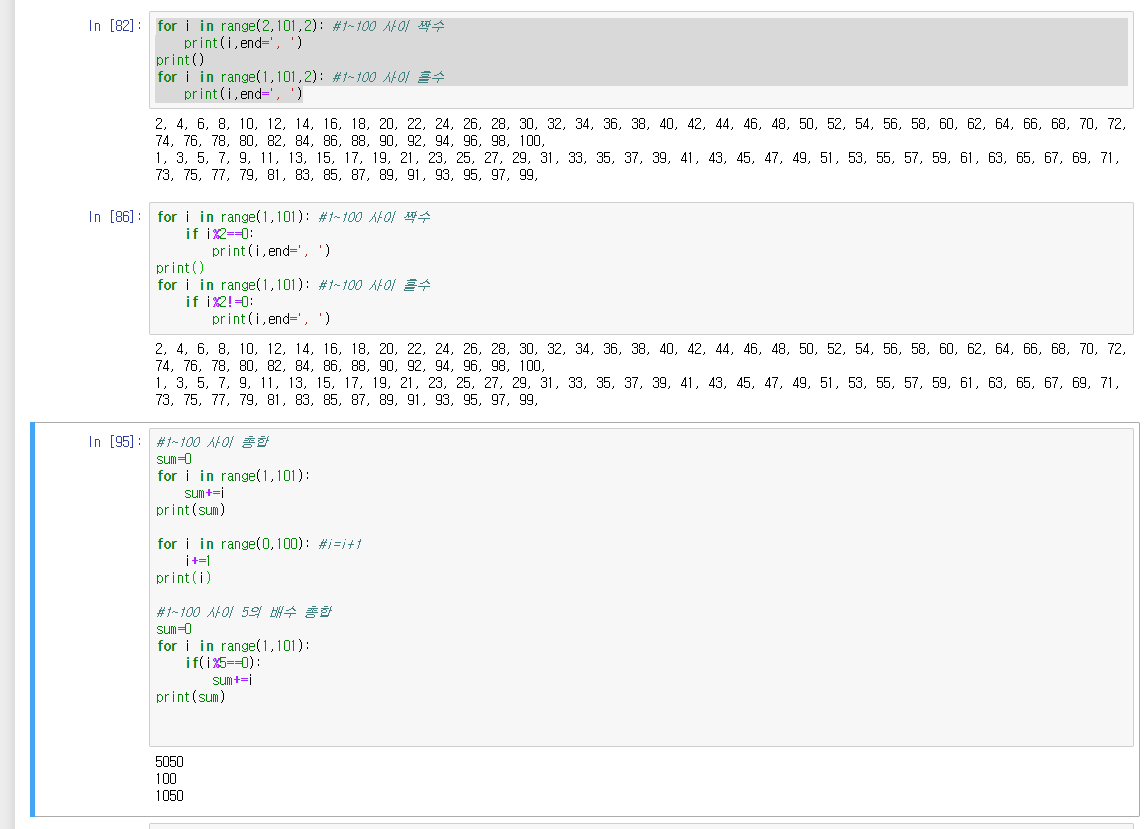 In [82]:
for i in range(2,101,2): #1~100 사이 짝수
    print(i,end=', ')
print()
for i in range(1,101,2): #1~100 사이 홀수
    print(i,end=', ')
2, 4, 6, 8, 10, 12, 14, 16, 18, 20, 22, 24, 26, 28, 30, 32, 34, 36, 38, 40, 42, 44, 46, 48, 50, 52, 54, 56, 58, 60, 62, 64, 66, 68, 70, 72,
74, 76, 78, 80, 82, 84, 86, 88, 90, 92, 94, 96, 98, 100,
1, 3, 5, 7, 9, 11, 13, 15, 17, 19, 21, 23, 25, 27, 29, 31, 33, 35, 37, 39, 41, 43, 45, 47, 49, 51, 53, 55, 57, 59, 61, 63, 65, 67, 69, 71,
73, 75, 77, 79, 81, 83, 85, 87, 89, 91, 93, 95, 97, 99,
In [86]:
for i in range(1,101): #1~100 사이 짝수
    if i%2==0:
        print(i,end=', ')
print()
for i in range(1,101): #1~100 사이 홀수
    if i%2!=0:
        print(i,end=', ')
2, 4, 6, 8, 10, 12, 14, 16, 18, 20, 22, 24, 26, 28, 30, 32, 34, 36, 38, 40, 42, 44, 46, 48, 50, 52, 54, 56, 58, 60, 62, 64, 66, 68, 70, 72,
74, 76, 78, 80, 82, 84, 86, 88, 90, 92, 94, 96, 98, 100,
1, 3, 5, 7, 9, 11, 13, 15, 17, 19, 21, 23, 25, 27, 29, 31, 33, 35, 37, 39, 41, 43, 45, 47, 49, 51, 53, 55, 57, 59, 61, 63, 65, 67, 69, 71,
73, 75, 77, 79, 81, 83, 85, 87, 89, 91, 93, 95, 97, 99,
In [95]:
#1~100 사이 총합
sum=0
for i in range(1,101):
    sum+=i
print(sum)
for i in range(0,100): #i=i+1
    i+=1
print(i)
#1~100 사이 5의 배수 총합
sum=0
for i in range(1,101):
    if(i%5==0):
        sum+=i
print(sum)
5050
100
1050